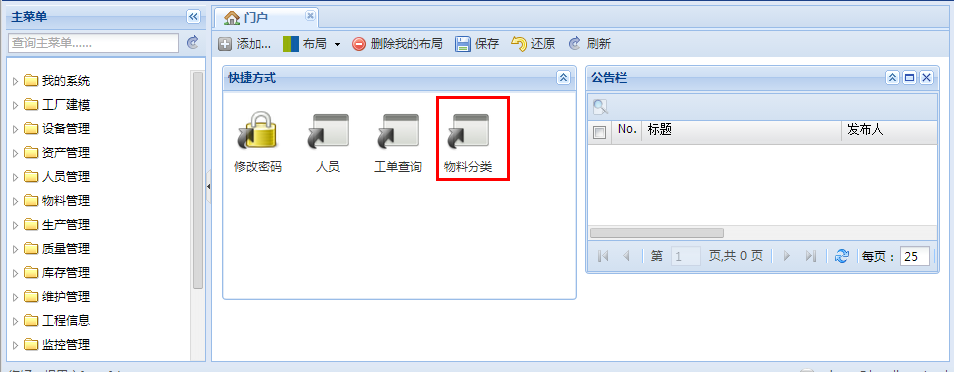 主菜单
查询主菜单......
我的系统
工厂建模
设备管理
资产管理
人员管理
物料管理
生产管理
质量管理
库存管理
维护管理
工程信息
监控管理
门户
添加... 布局 删除我的布局 保存 还原 刷新
快捷方式
修改密码 人员 工单查询 物料分类
公告栏
No. 标题 发布人
第 1 页,共 0 页 每页： 25